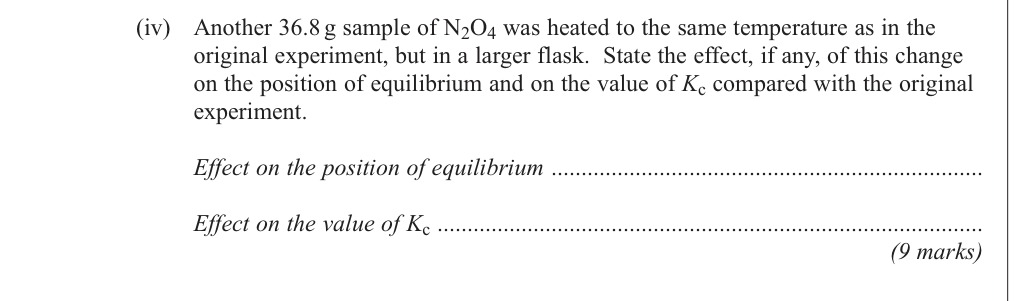 (iv) Another 36.8 g sample of N₂O₄ was heated to the same temperature as in the
original experiment, but in a larger flask. State the effect, if any, of this change
on the position of equilibrium and on the value of Kc compared with the original
experiment.
Effect on the position of equilibrium ........................................................................
Effect on the value of Kc ...........................................................................................
(9 marks)